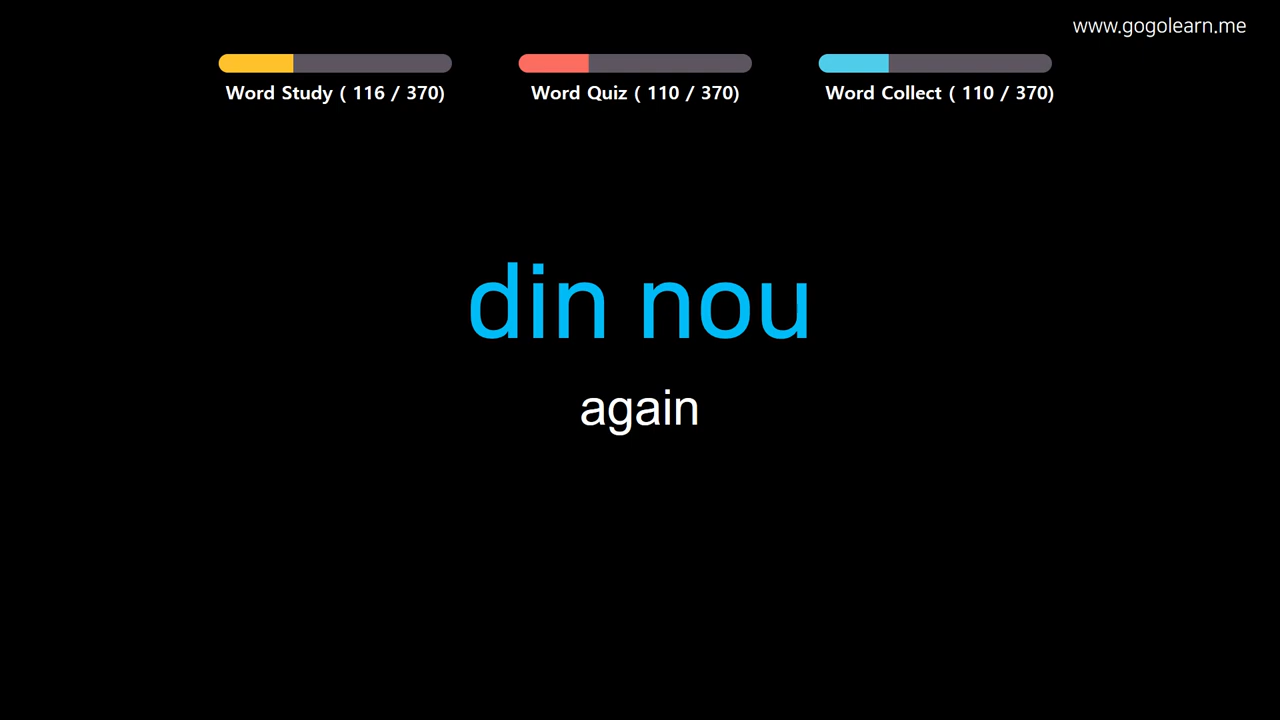 www.gogolearn.me
Word Study ( 116 / 370)
Word Quiz ( 110 / 370)
Word Collect ( 110 / 370)
din nou
again